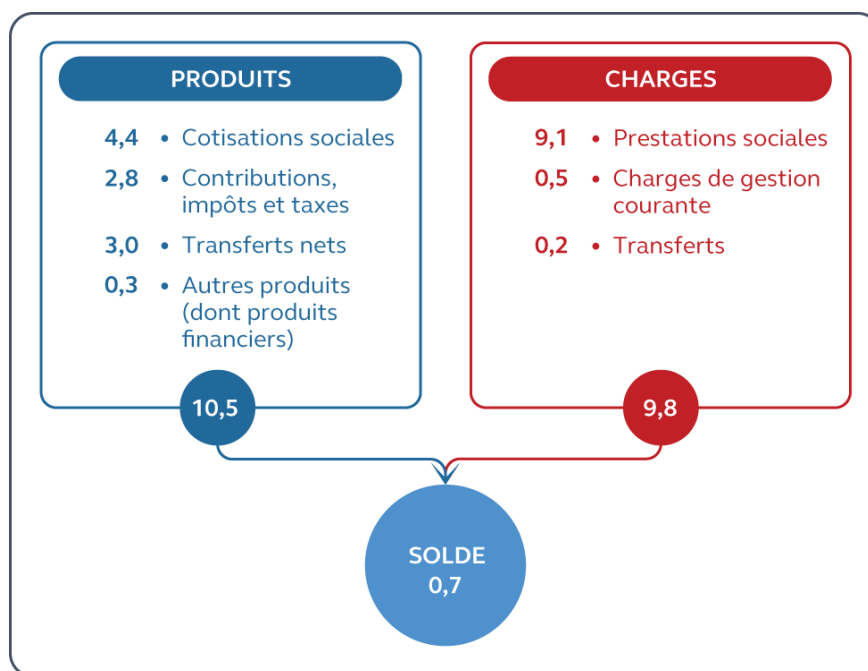 PRODUITS
4,4 • Cotisations sociales
2,8 • Contributions,
impôts et taxes
3,0 • Transferts nets
0,3 • Autres produits
(dont produits
financiers)
10,5
CHARGES
9,1 • Prestations sociales
0,5 • Charges de gestion
courante
0,2 • Transferts
9,8
SOLDE
0,7